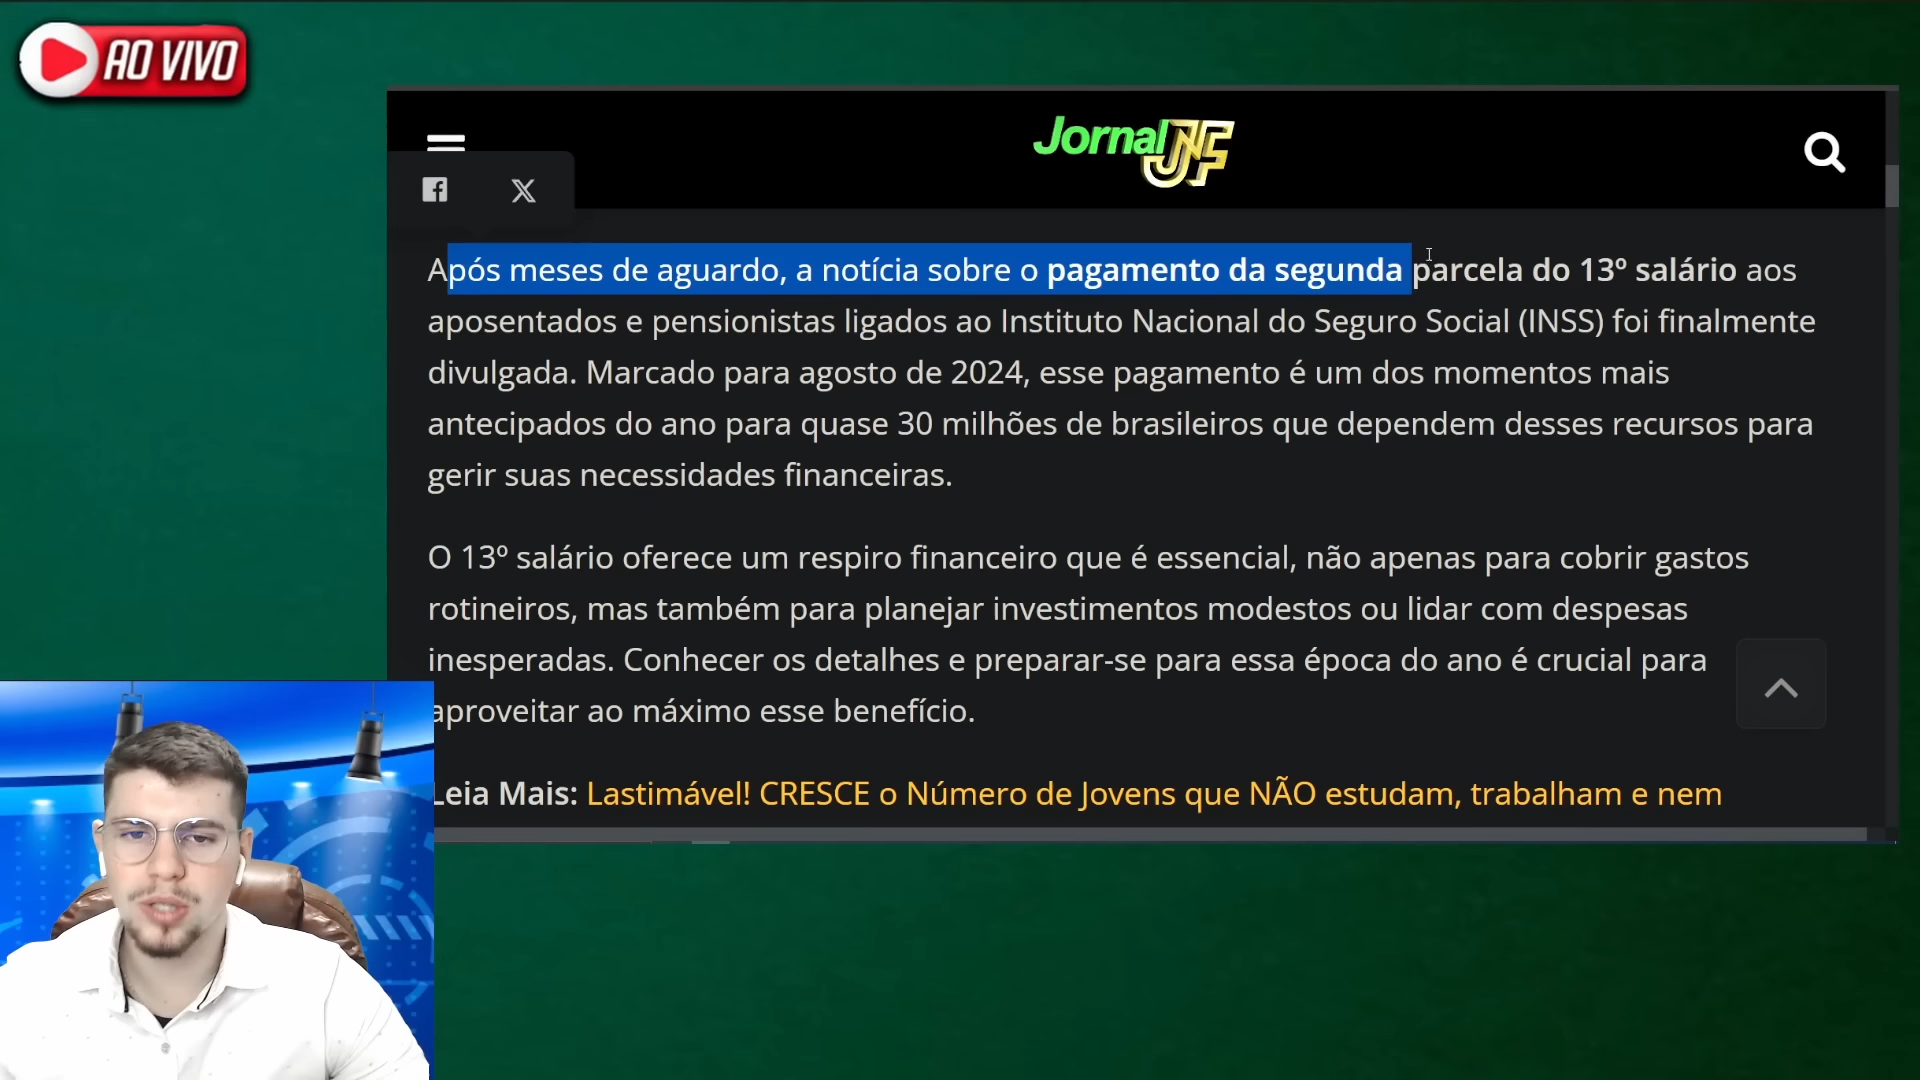 AO VIVO
Jornal JF
Após meses de aguardo, a notícia sobre o pagamento da segunda parcela do 13º salário aos
aposentados e pensionistas ligados ao Instituto Nacional do Seguro Social (INSS) foi finalmente
divulgada. Marcado para agosto de 2024, esse pagamento é um dos momentos mais
antecipados do ano para quase 30 milhões de brasileiros que dependem desses recursos para
gerir suas necessidades financeiras.
O 13º salário oferece um respiro financeiro que é essencial, não apenas para cobrir gastos
rotineiros, mas também para planejar investimentos modestos ou lidar com despesas
inesperadas. Conhecer os detalhes e preparar-se para essa época do ano é crucial para
aproveitar ao máximo esse benefício.
Leia Mais: Lastimável! CRESCE o Número de Jovens que NÃO estudam, trabalham e nem